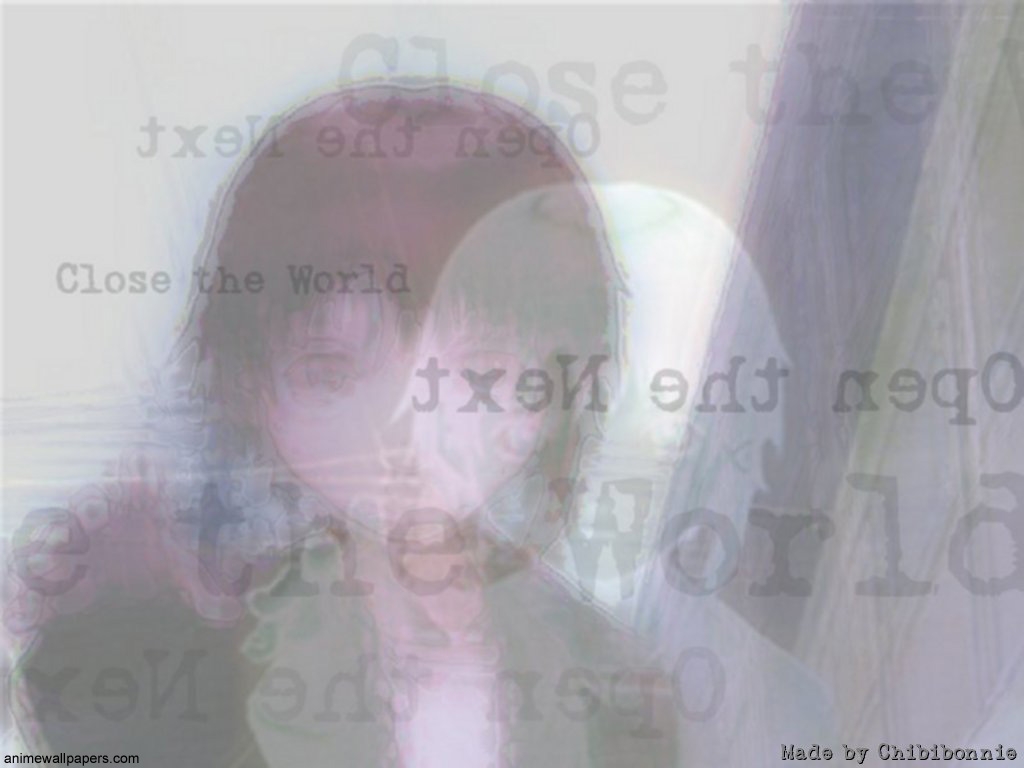 Close the W
Open the Next
Close the World
Open the Next
e the World
Open the Nex
Made by Chibibonnie
animewallpapers.com